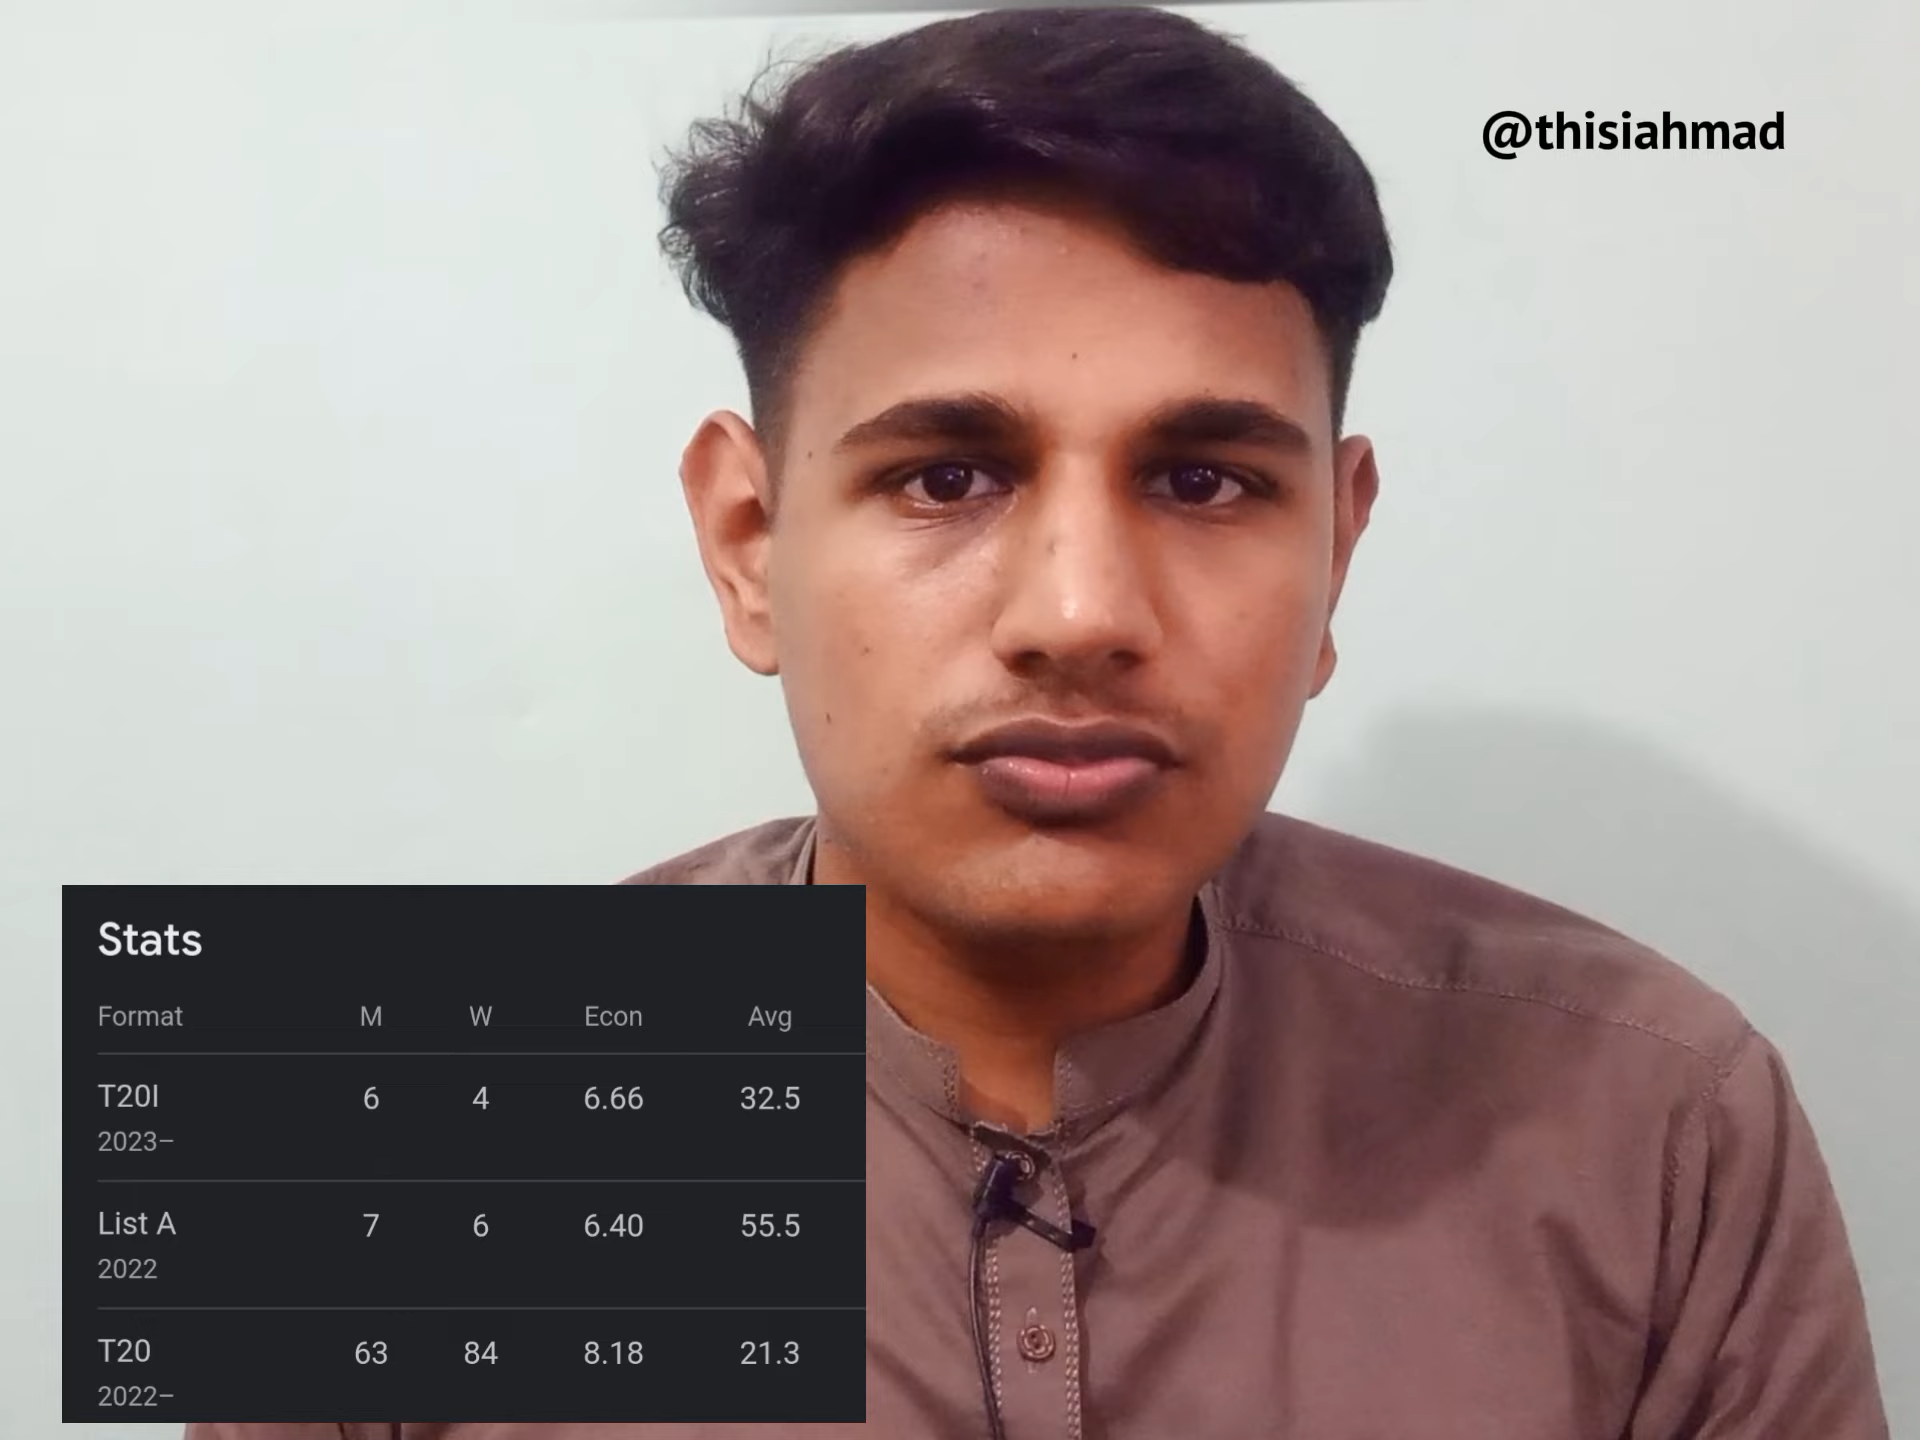 @thisiahmad
Stats
Format M W Econ Avg
T20I 6 4 6.66 32.5
2023–
List A 7 6 6.40 55.5
2022
T20 63 84 8.18 21.3
2022–